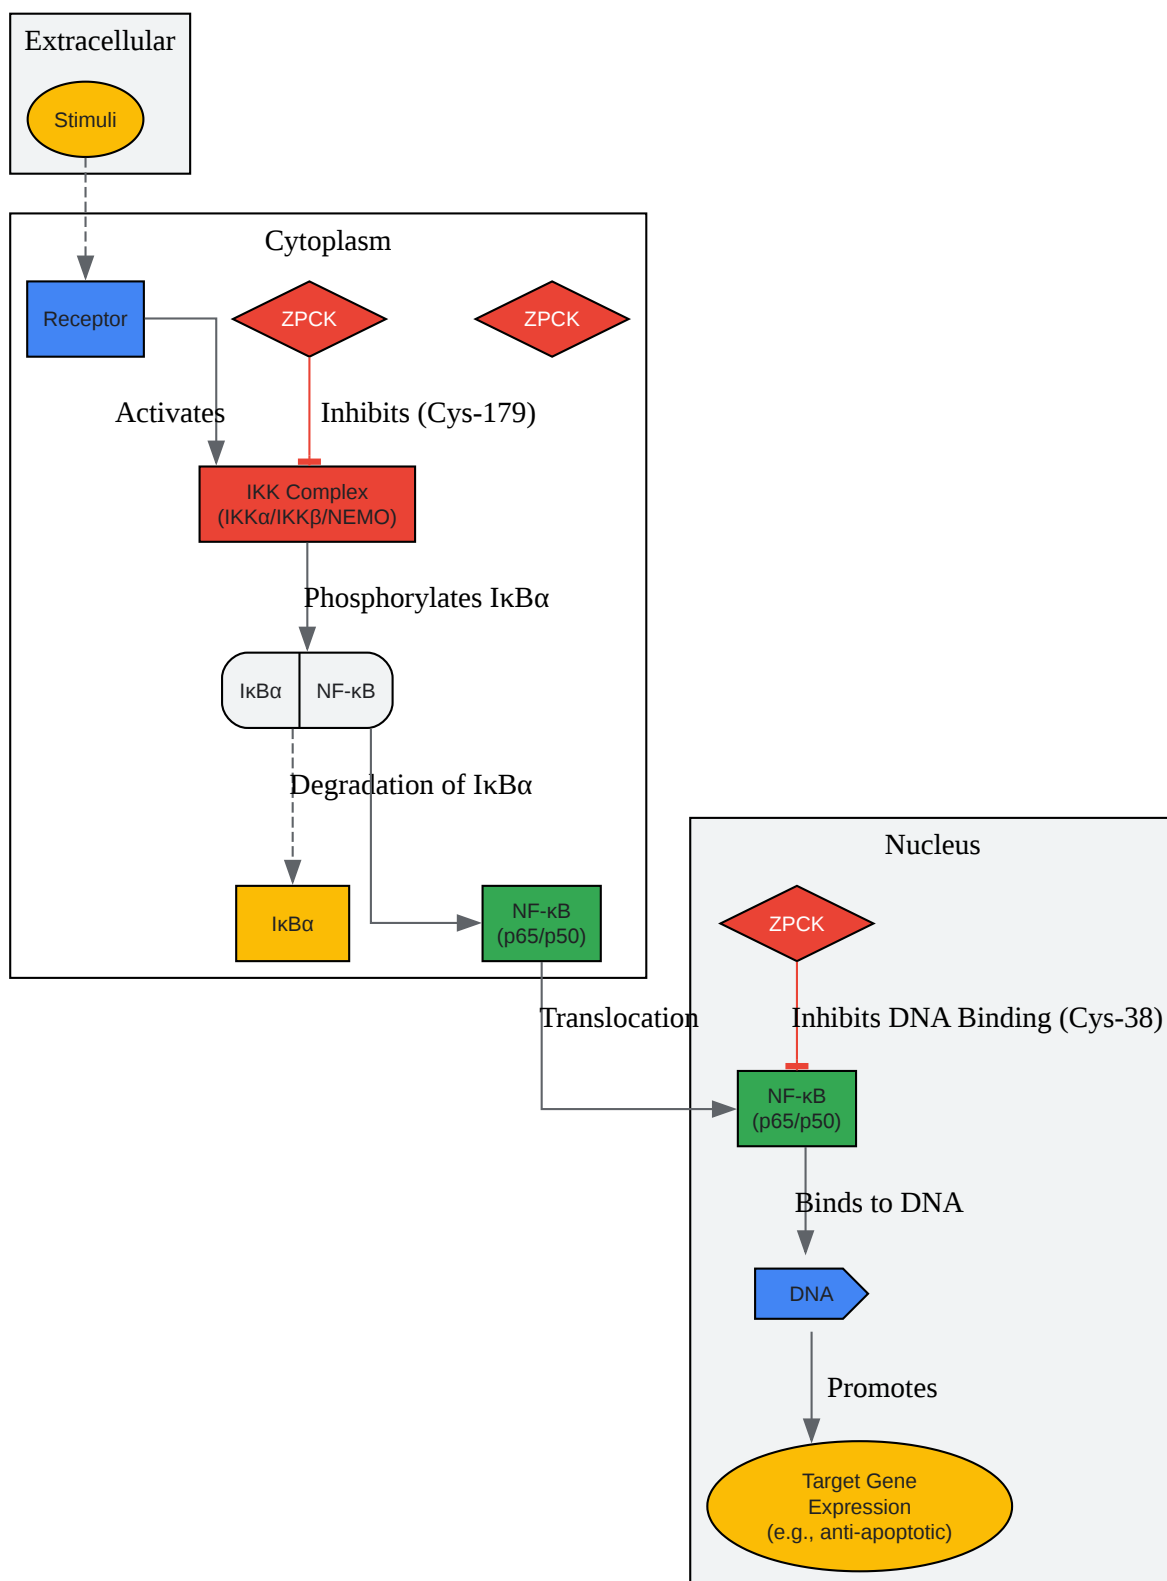 Extracellular
Stimuli
Cytoplasm
Receptor
ZPCK
ZPCK
Activates
Inhibits (Cys-179)
IKK Complex
(IKKα/IKKβ/NEMO)
Phosphorylates IκBα
IκBα
NF-κB
Degradation of IκBα
IκBα
NF-κB
(p65/p50)
Nucleus
ZPCK
Translocation
Inhibits DNA Binding (Cys-38)
NF-κB
(p65/p50)
Binds to DNA
DNA
Promotes
Target Gene
Expression
(e.g., anti-apoptotic)